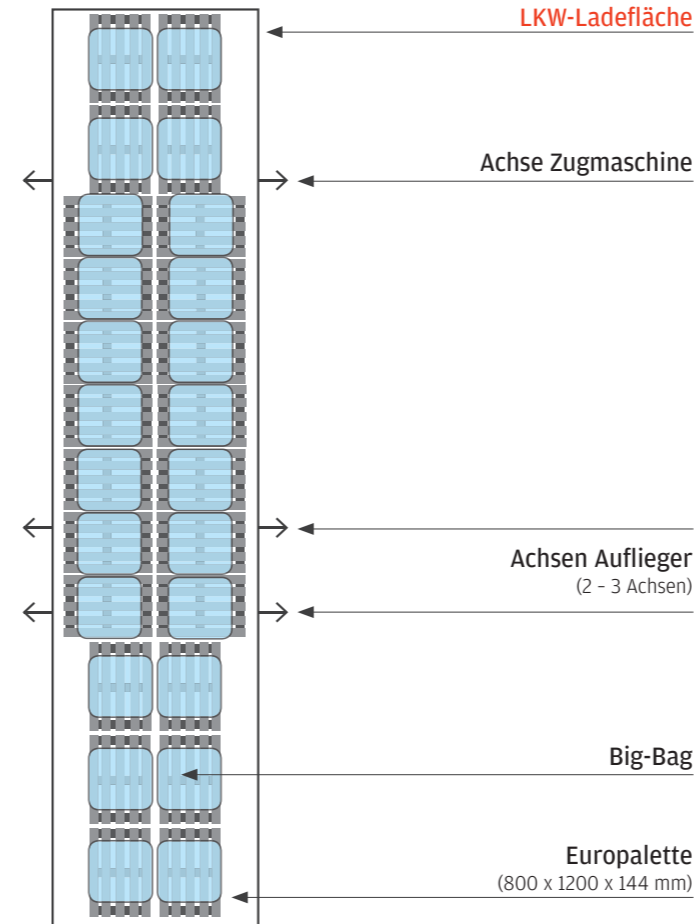 LKW-Ladefläche
Achse Zugmaschine
Achsen Auflieger
(2 – 3 Achsen)
Big-Bag
Europalette
(800 x 1200 x 144 mm)